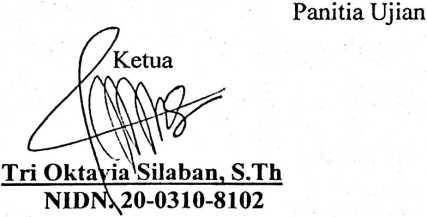 Panitia Ujian
Ketua
Tri Oktavia Silaban, S.Th
NIDN. 20-0310-8102